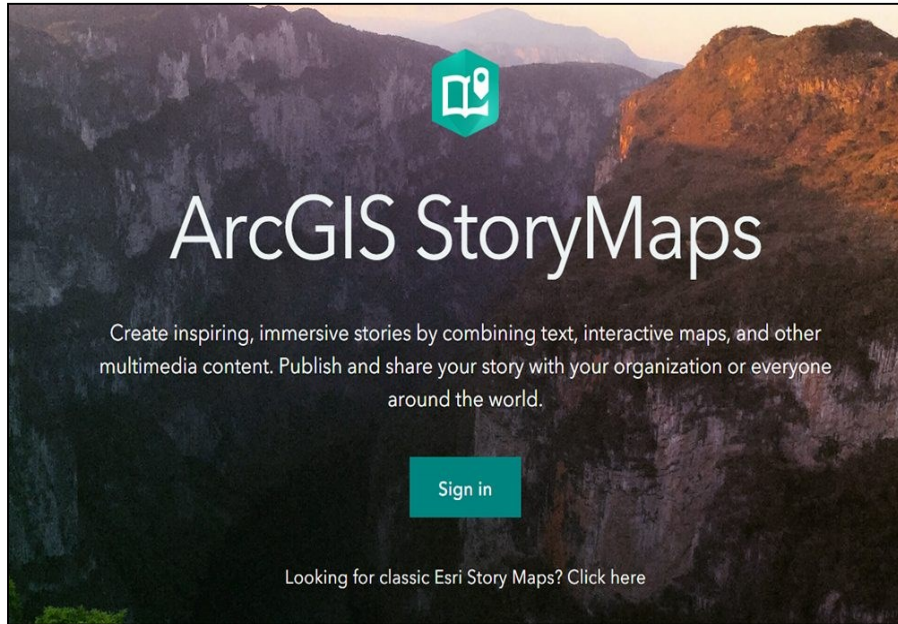 ArcGIS StoryMaps
Create inspiring, immersive stories by combining text, interactive maps, and other
multimedia content. Publish and share your story with your organization or everyone
around the world.
Sign in
Looking for classic Esri Story Maps? Click here